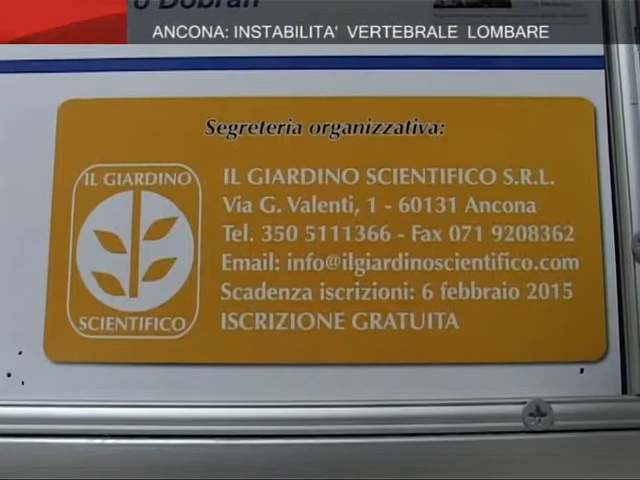 o Dobran
ANCONA: INSTABILITA' VERTEBRALE LOMBARE
Segreteria organizzativa:
IL GIARDINO
SCIENTIFICO
IL GIARDINO SCIENTIFICO S.R.L.
Via G. Valenti, 1 - 60131 Ancona
Tel. 350 5111366 - Fax 071 9208362
Email: info@ilgiardinoscientifico.com
Scadenza iscrizioni: 6 febbraio 2015
ISCRIZIONE GRATUITA